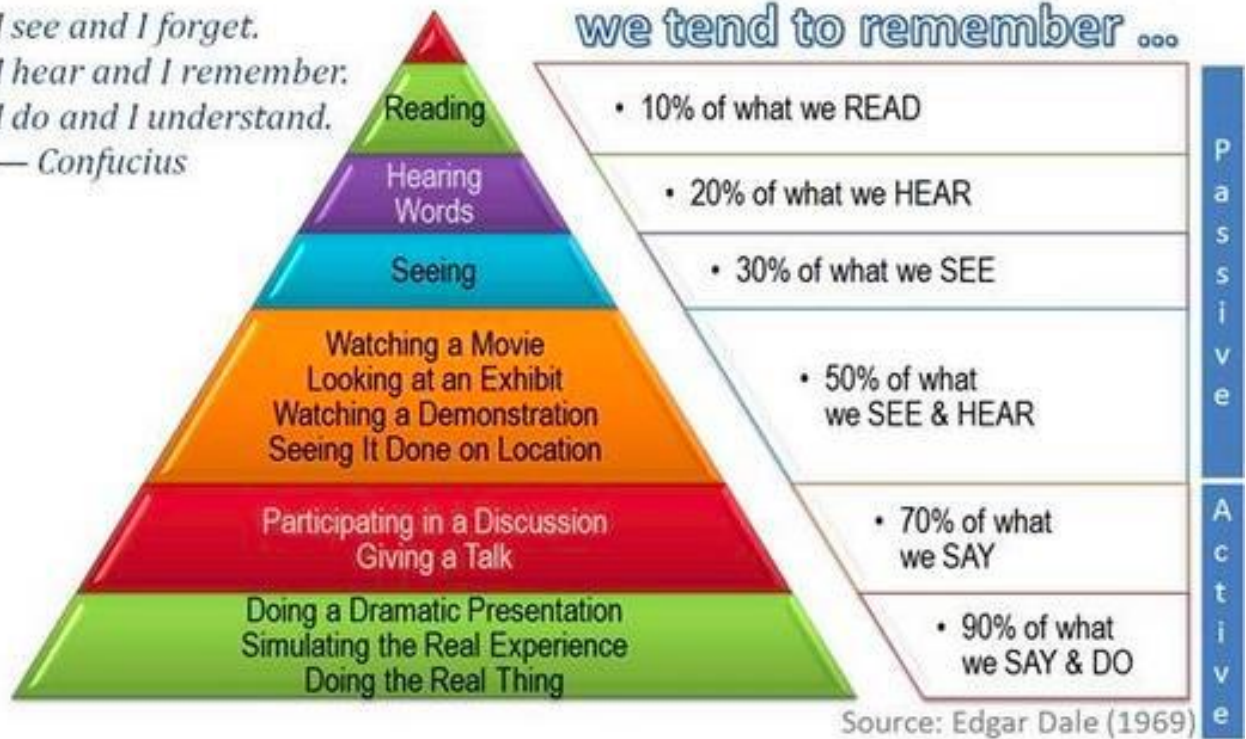 I see and I forget.
I hear and I remember.
I do and I understand.
— Confucius
we tend to remember ...
Reading
• 10% of what we READ
Hearing
Words
• 20% of what we HEAR
Seeing
• 30% of what we SEE
Watching a Movie
Looking at an Exhibit
Watching a Demonstration
Seeing It Done on Location
• 50% of what
we SEE & HEAR
Participating in a Discussion
Giving a Talk
• 70% of what
we SAY
Doing a Dramatic Presentation
Simulating the Real Experience
Doing the Real Thing
• 90% of what
we SAY & DO
Passive
Active
Source: Edgar Dale (1969)